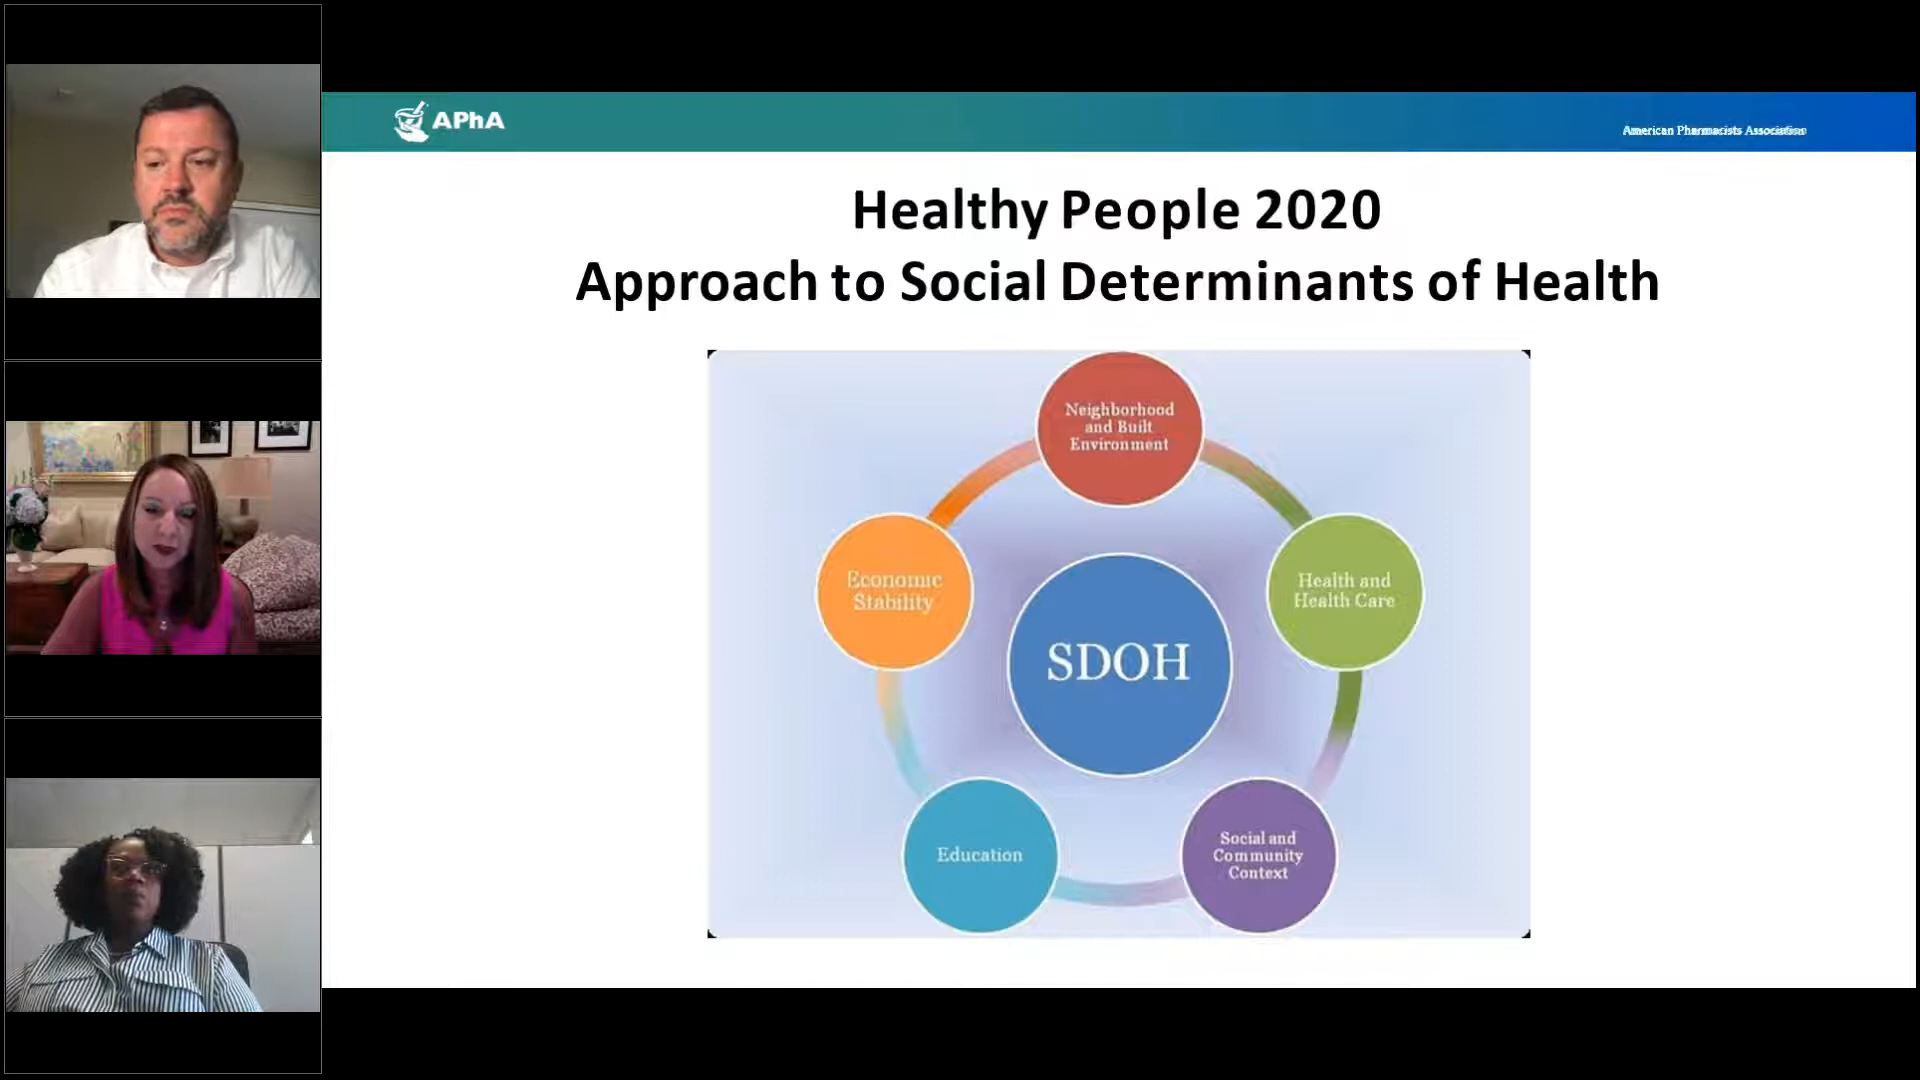 APhA
American Pharmacists Association
Healthy People 2020
Approach to Social Determinants of Health
Neighborhood
and Built
Environment
Economic
Stability
Health and
Health Care
SDOH
Education
Social and
Community
Context